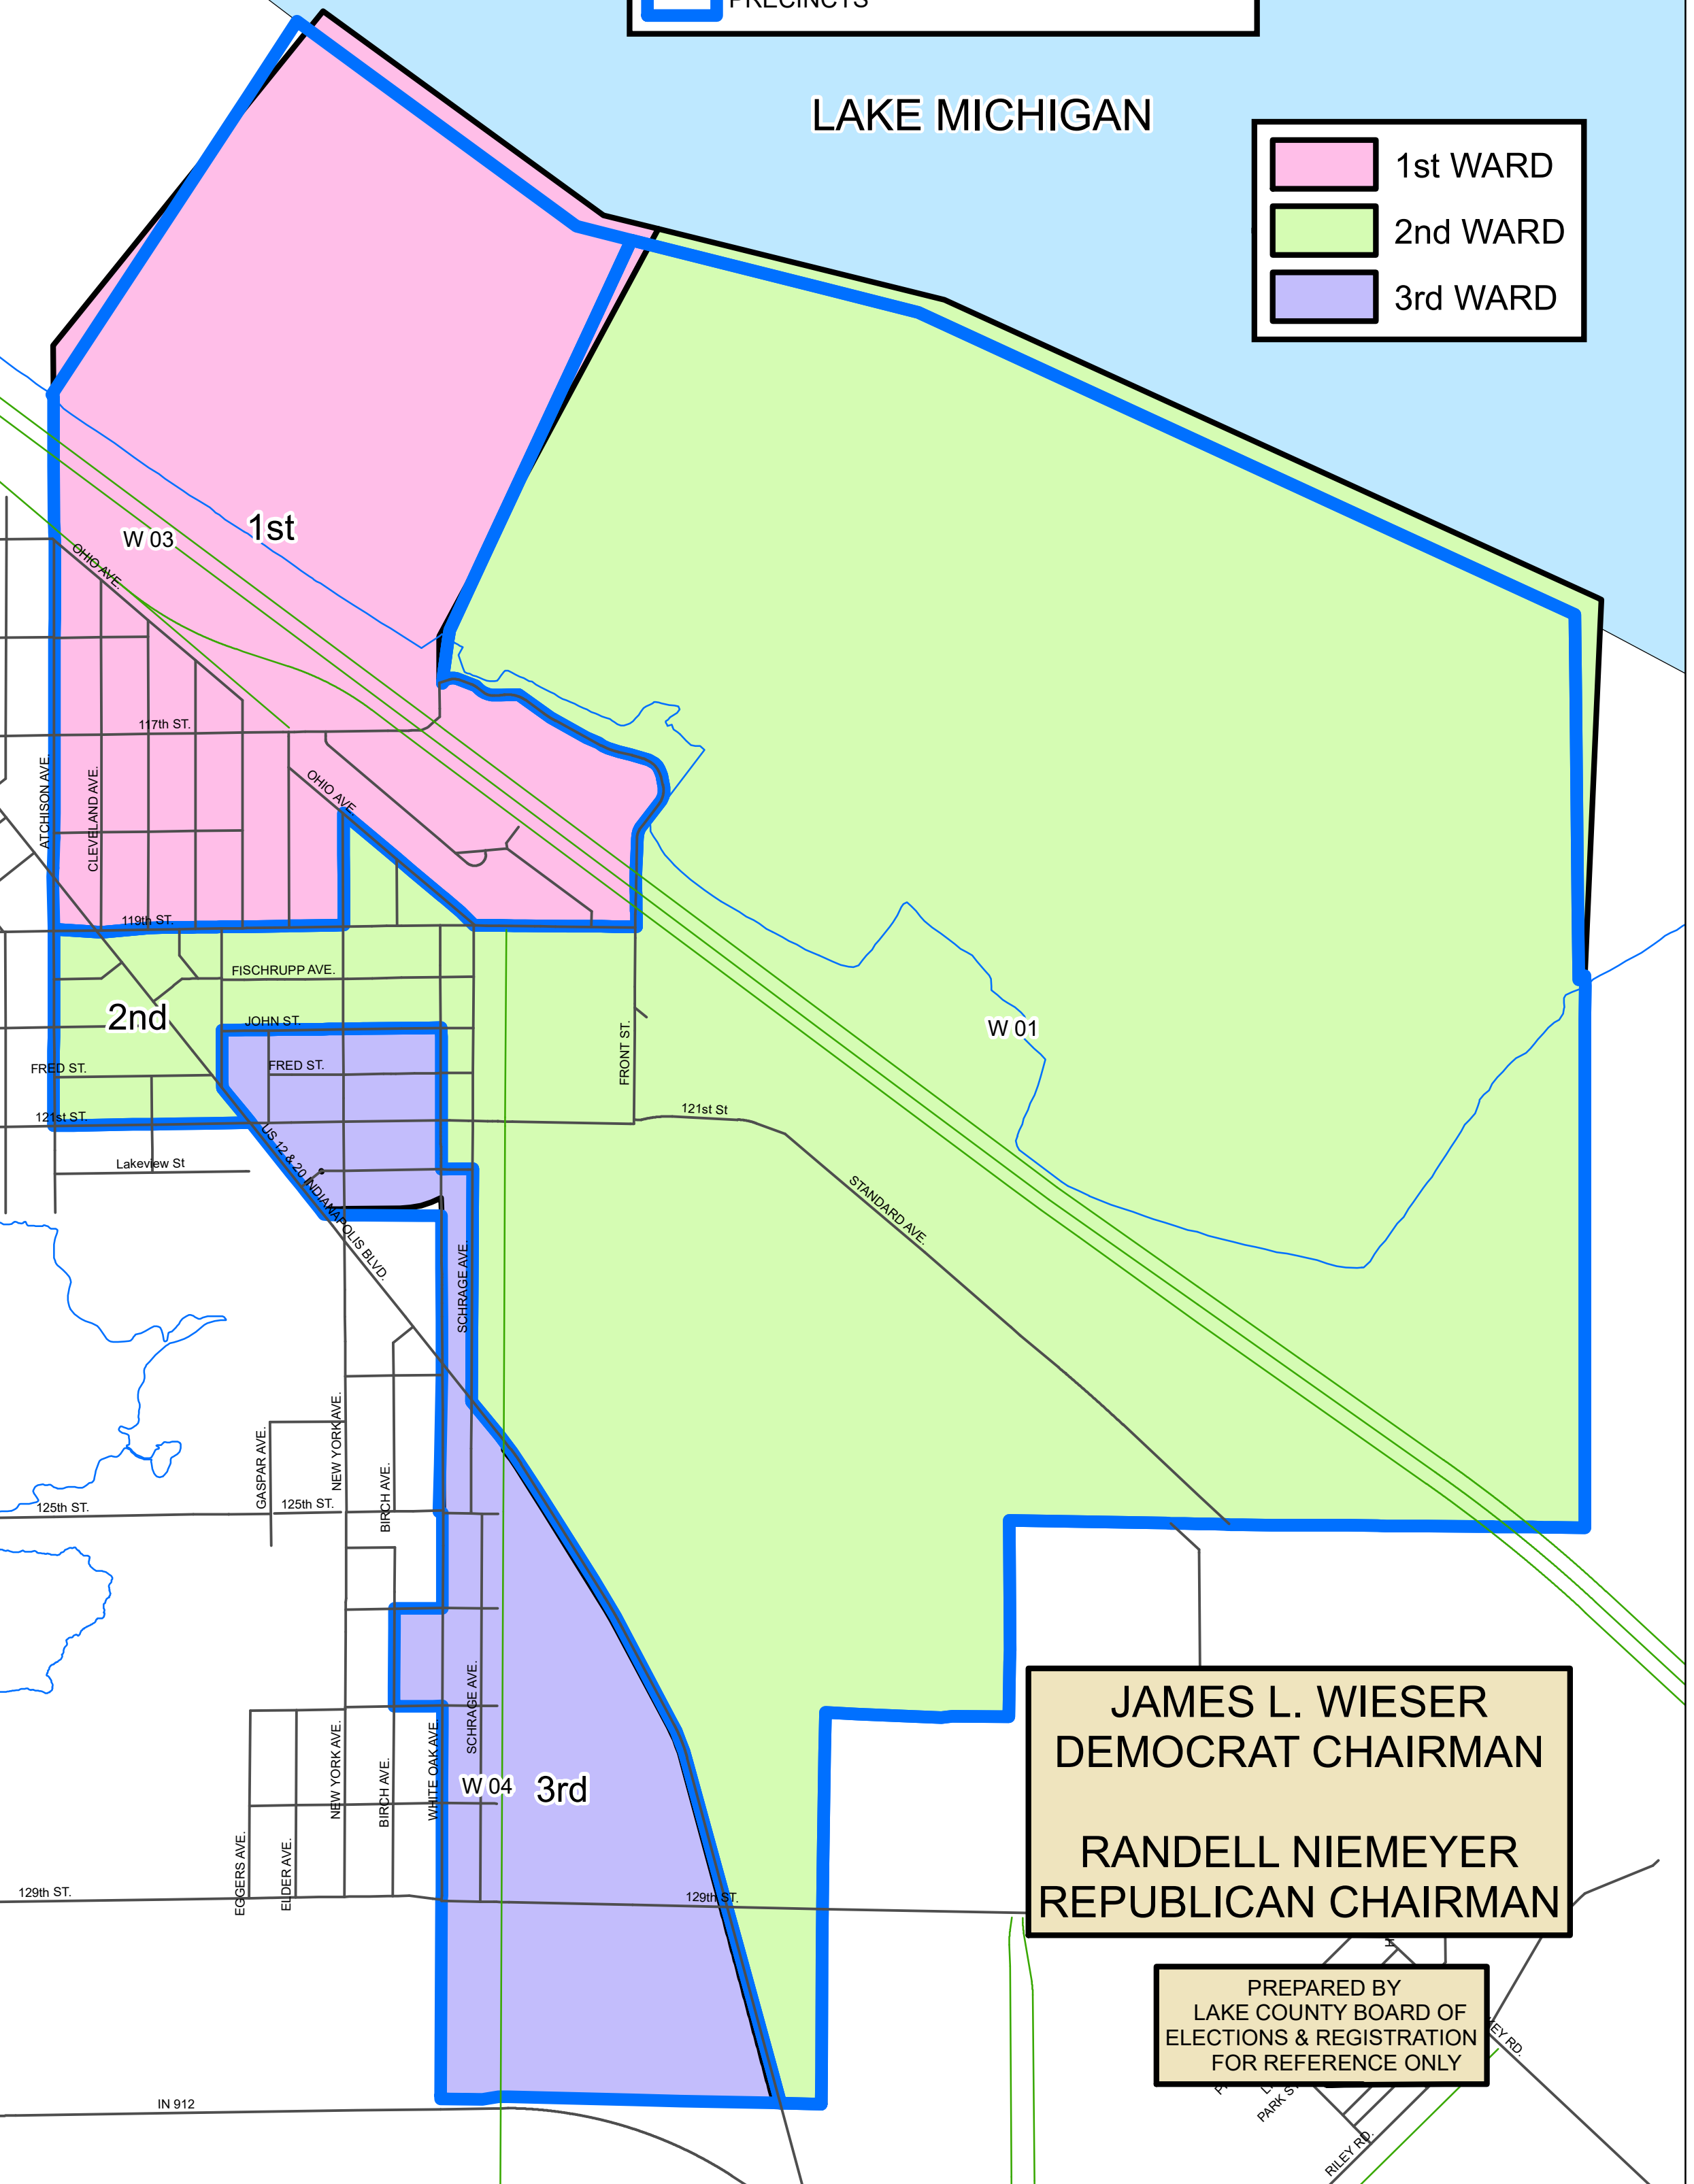 PRECINCTS
LAKE MICHIGAN
1st WARD
2nd WARD
3rd WARD
1st
W 03
OHIO AVE.
117th ST.
ATCHISON AVE.
CLEVELAND AVE.
OHIO AVE.
119th ST.
FISCHRUPP AVE.
2nd
JOHN ST.
W 01
FRED ST.
FRED ST.
FRONT ST.
121st ST.
121st St
Lakeview St
US 12 & 20 INDIANAPOLIS BLVD.
STANDARD AVE.
SCHRAGE AVE.
GASPAR AVE.
NEW YORK AVE.
BIRCH AVE.
125th ST.
125th ST.
SCHRAGE AVE.
NEW YORK AVE.
BIRCH AVE.
WHITE OAK AVE.
W 04
3rd
EGGERS AVE.
ELDER AVE.
129th ST.
129th ST.
JAMES L. WIESER
DEMOCRAT CHAIRMAN
RANDELL NIEMEYER
REPUBLICAN CHAIRMAN
PREPARED BY
LAKE COUNTY BOARD OF
ELECTIONS & REGISTRATION
FOR REFERENCE ONLY
EY RD.
PARK ST
RILEY RD.
IN 912